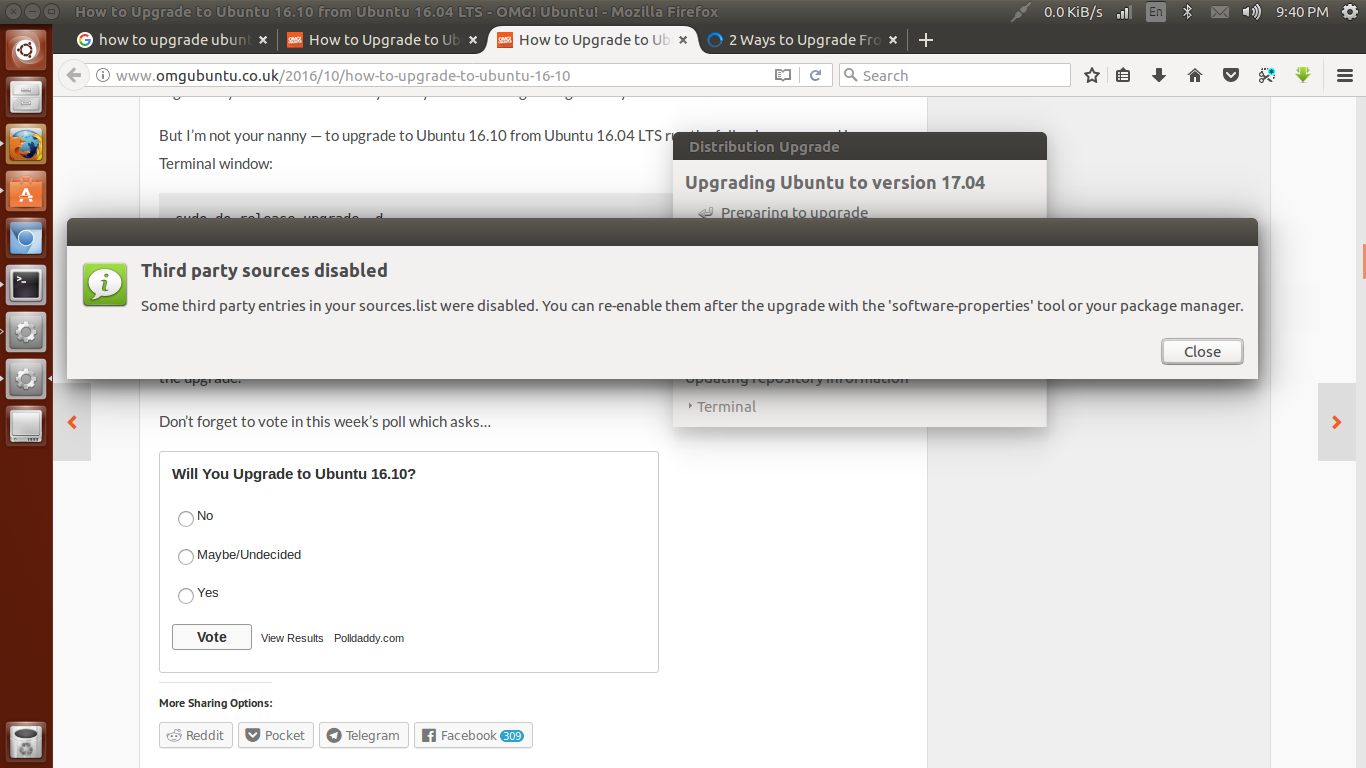 How to Upgrade to Ubuntu 16.10 from Ubuntu 16.04 LTS - OMG! Ubuntu! - Mozilla Firefox
0.0 KiB/s
En
9:40 PM
how to upgrade ubunt
How to Upgrade to Ub
How to Upgrade to Ub
2 Ways to Upgrade Fro
www.omgubuntu.co.uk/2016/10/how-to-upgrade-to-ubuntu-16-10
Search
But I'm not your nanny — to upgrade to Ubuntu 16.10 from Ubuntu 16.04 LTS
Terminal window:
sudo do-release-upgrade -d
Distribution Upgrade
Upgrading Ubuntu to version 17.04
Preparing to upgrade
Third party sources disabled
Some third party entries in your sources.list were disabled. You can re-enable them after the upgrade with the 'software-properties' tool or your package manager.
Close
the upgrade.
Updating repository information
Terminal
Don't forget to vote in this week's poll which asks…
Will You Upgrade to Ubuntu 16.10?
No
Maybe/Undecided
Yes
Vote View Results Polldaddy.com
More Sharing Options:
Reddit Pocket Telegram Facebook 309